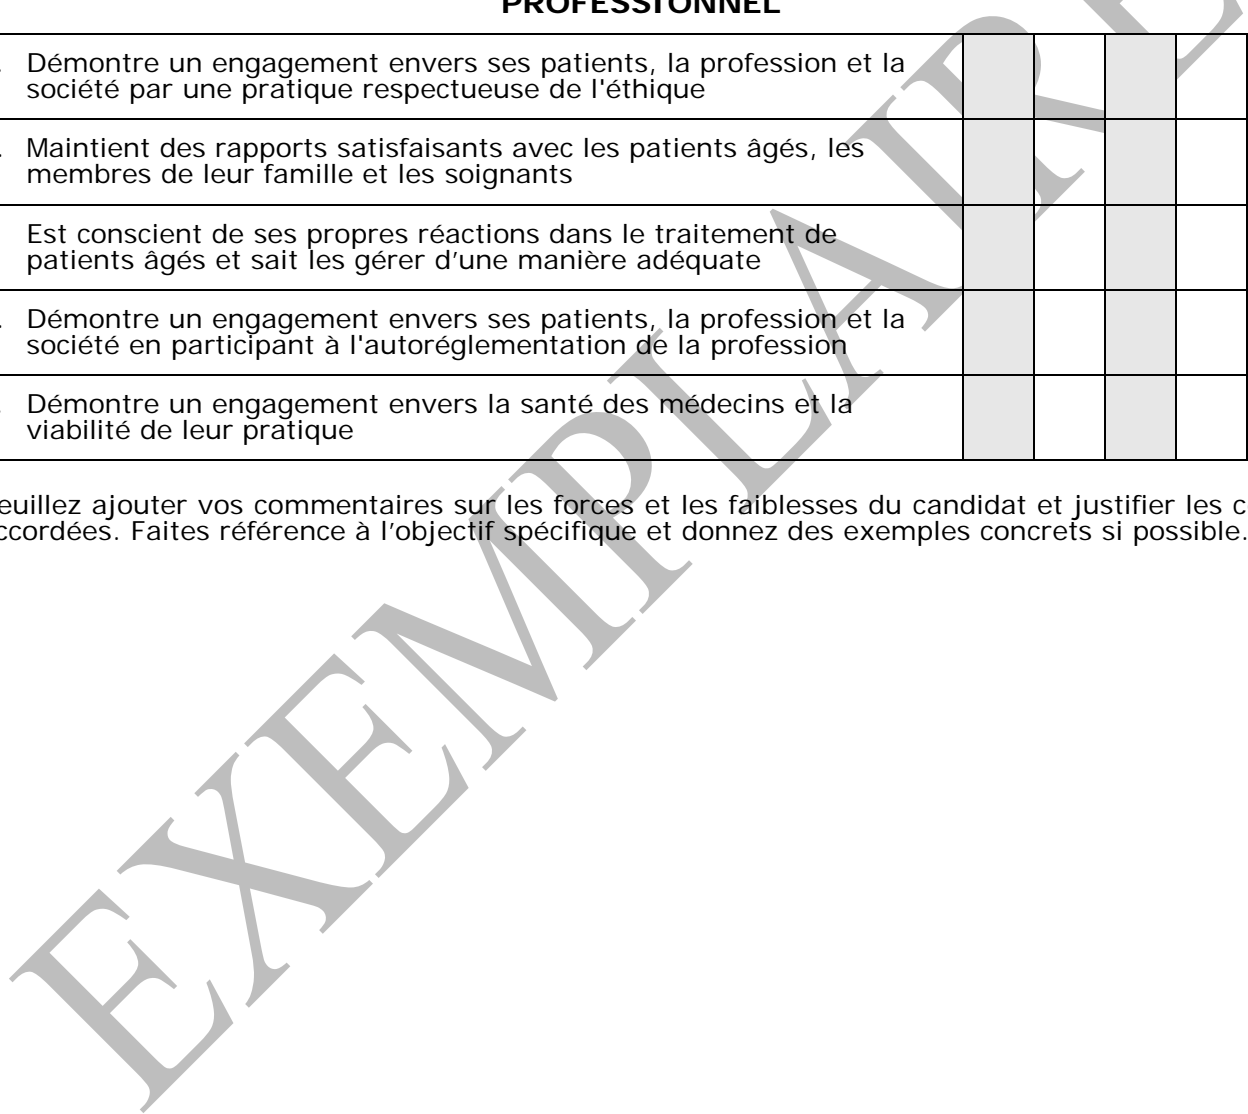 PROFESSIONNEL
. Démontre un engagement envers ses patients, la profession et la
société par une pratique respectueuse de l'éthique
. Maintient des rapports satisfaisants avec les patients âgés, les
membres de leur famille et les soignants
Est conscient de ses propres réactions dans le traitement de
patients âgés et sait les gérer d’une manière adéquate
. Démontre un engagement envers ses patients, la profession et la
société en participant à l'autoréglementation de la profession
. Démontre un engagement envers la santé des médecins et la
viabilité de leur pratique
euillez ajouter vos commentaires sur les forces et les faiblesses du candidat et justifier les c
ccordées. Faites référence à l’objectif spécifique et donnez des exemples concrets si possible.
EXEMPLAIRE